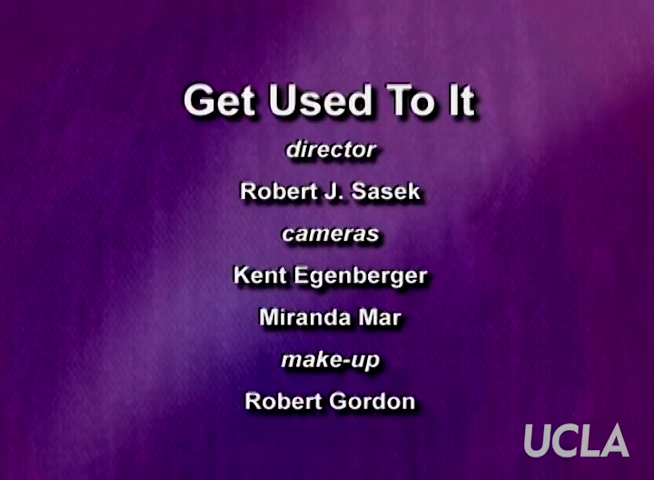 Get Used To It
director
Robert J. Sasek
cameras
Kent Egenberger
Miranda Mar
make-up
Robert Gordon
UCLA